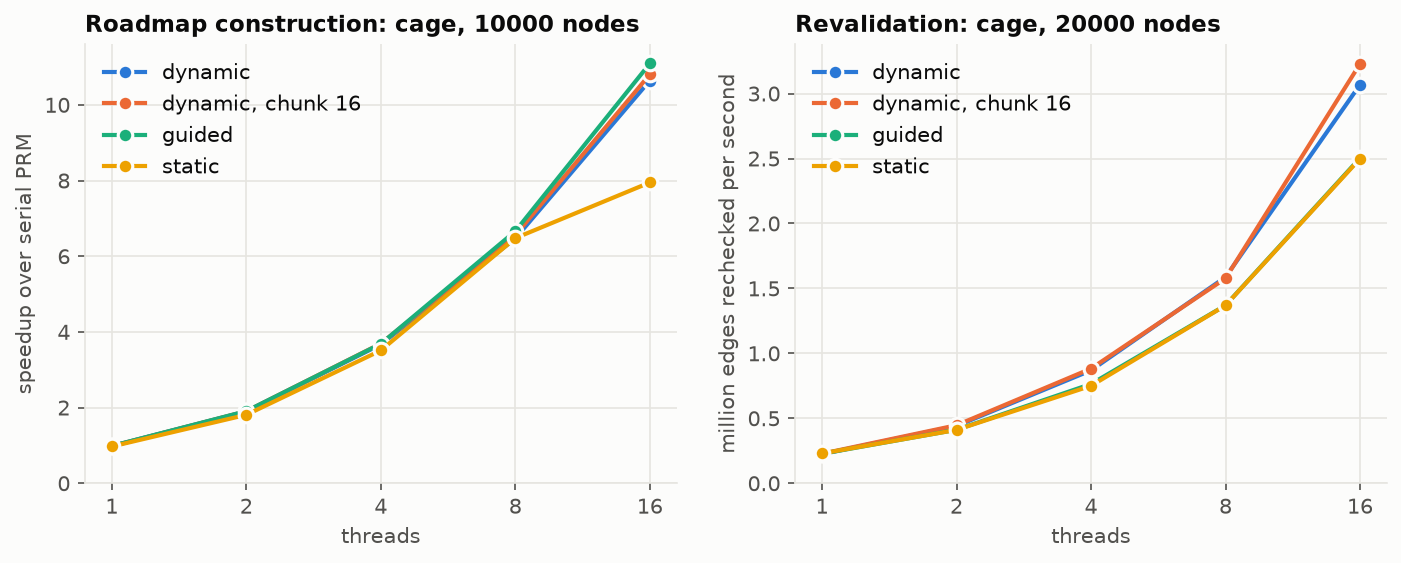 Roadmap construction: cage, 10000 nodes
dynamic
dynamic, chunk 16
guided
static
speedup over serial PRM
10
8
6
4
2
0
1
2
4
8
16
threads
Revalidation: cage, 20000 nodes
dynamic
dynamic, chunk 16
guided
static
million edges rechecked per second
3.0
2.5
2.0
1.5
1.0
0.5
0.0
1
2
4
8
16
threads